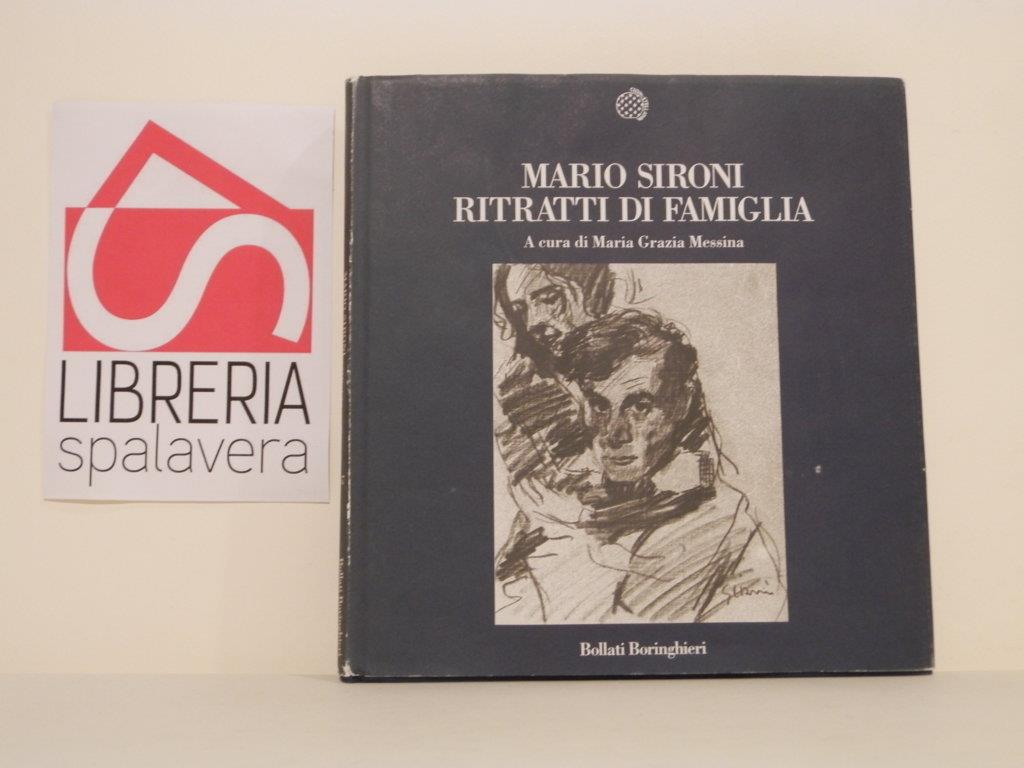 LIBRERIA
spalavera
MARIO SIRONI
RITRATTI DI FAMIGLIA
A cura di Maria Grazia Messina
Sironi
Bollati Boringhieri